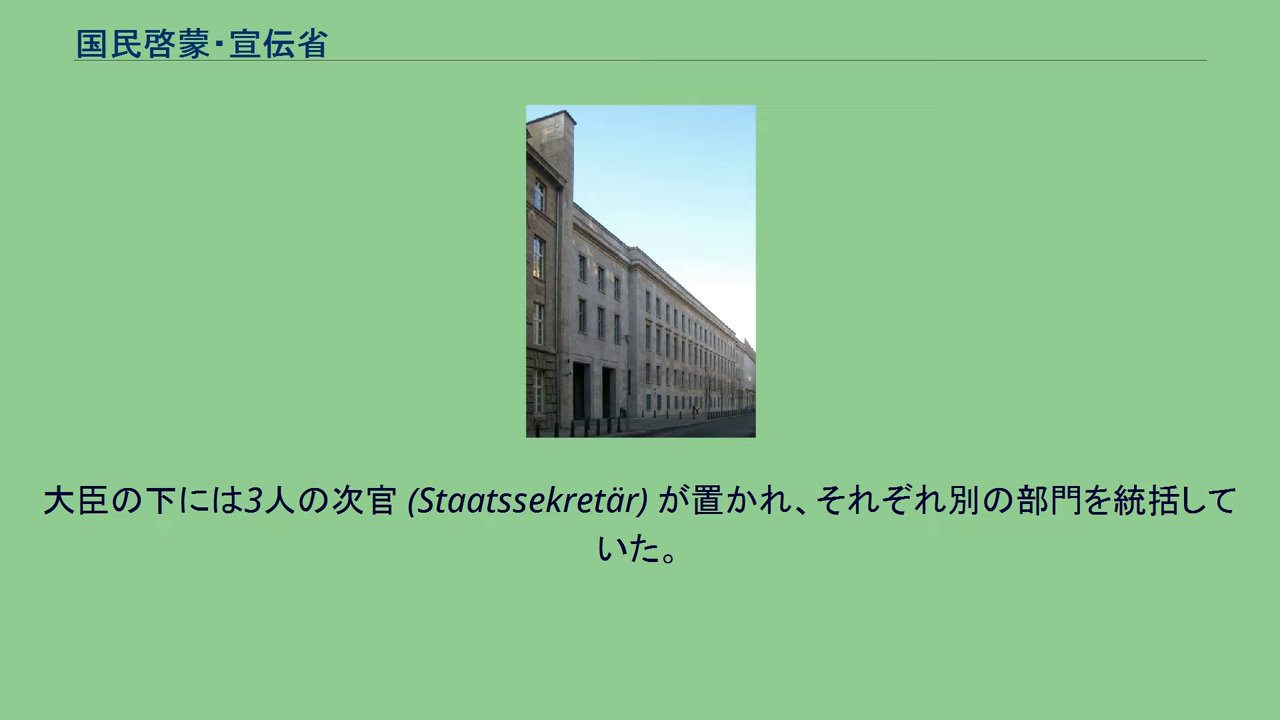 国民啓蒙・宣伝省
大臣の下には3人の次官 (Staatssekretär) が置かれ、それぞれ別の部門を統括して
いた。